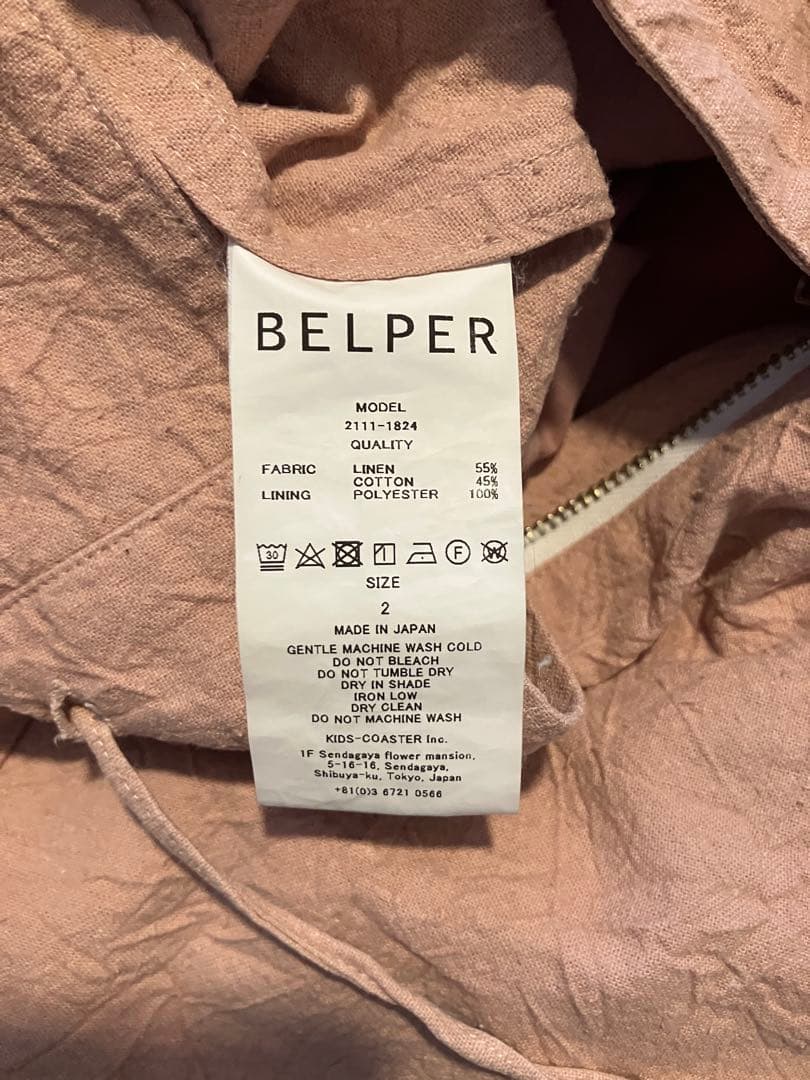 BELPER
MODEL
2111-1824
QUALITY
FABRIC LINEN 55%
COTTON 45%
LINING POLYESTER 100%
30 F W
SIZE
2
MADE IN JAPAN
GENTLE MACHINE WASH COLD
DO NOT BLEACH
DO NOT TUMBLE DRY
DRY IN SHADE
IRON LOW
DRY CLEAN
DO NOT MACHINE WASH
KIDS-COASTER Inc.
1F Sendagaya flower mansion,
5-16-16, Sendagaya,
Shibuya-ku, Tokyo, Japan
+81(0)3 6721 0566